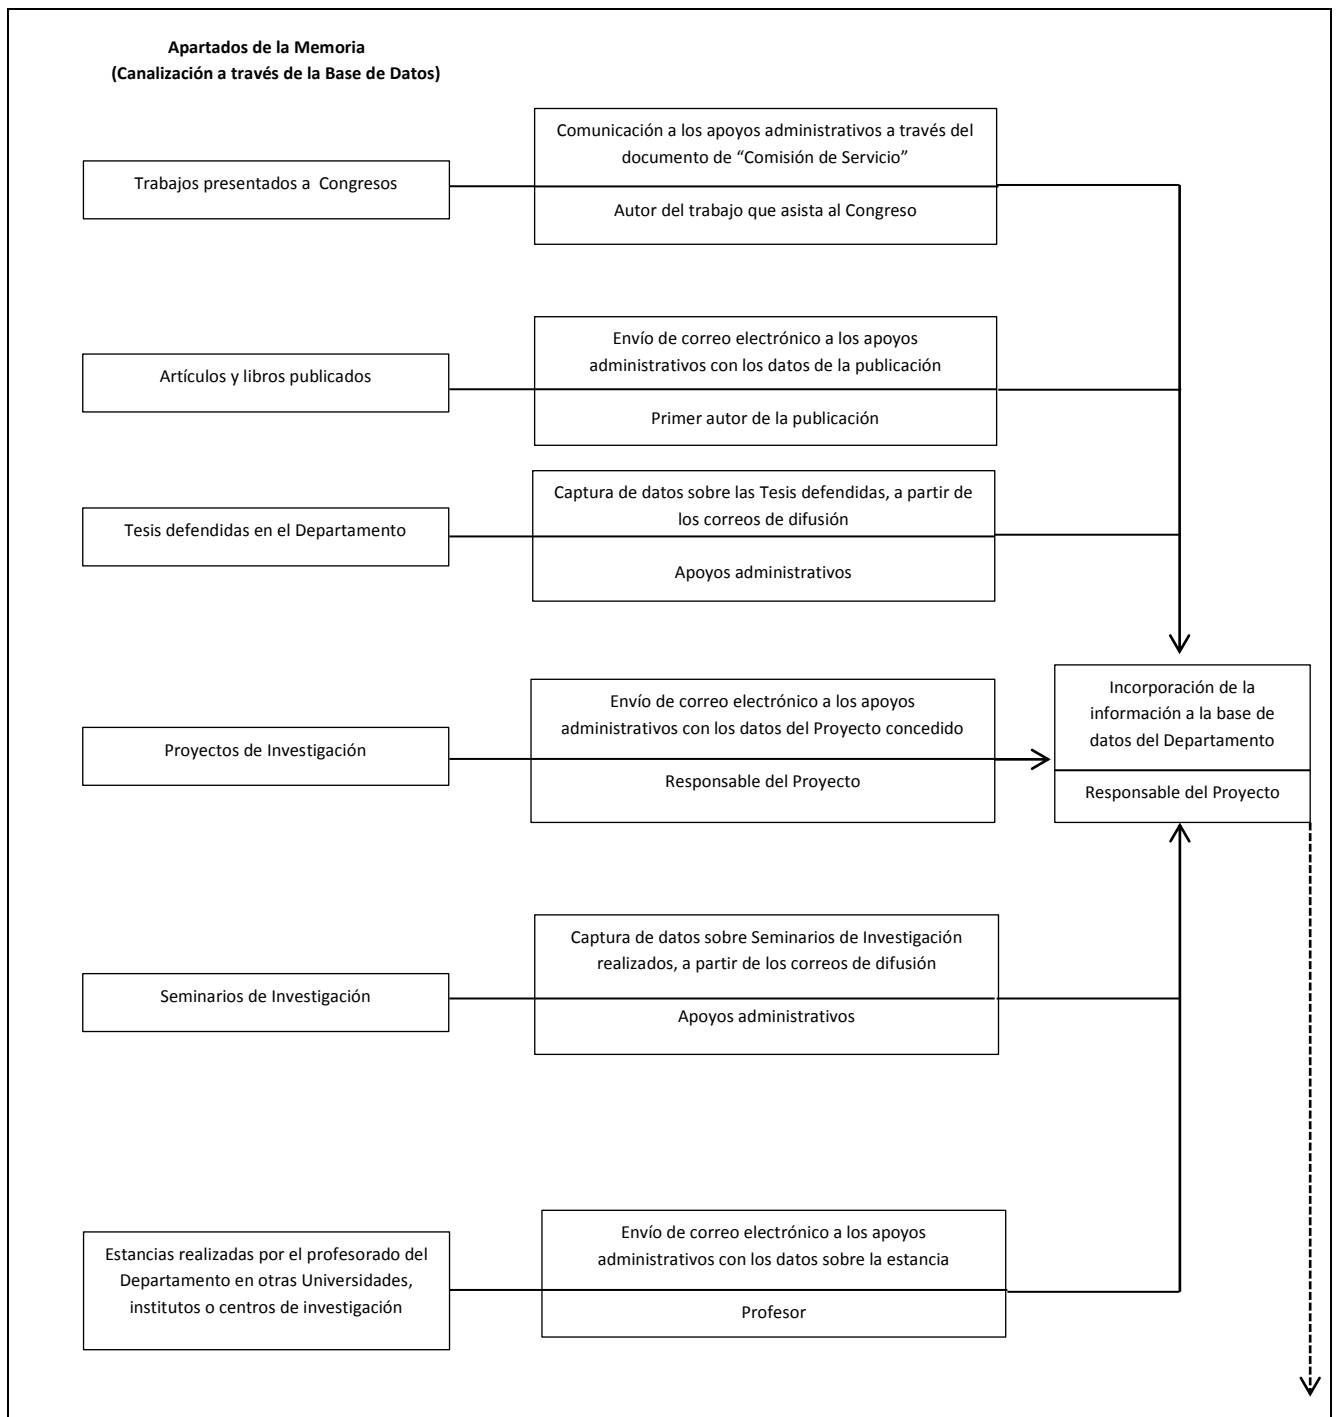 Apartados de la Memoria
(Canalización a través de la Base de Datos)
Trabajos presentados a Congresos
Comunicación a los apoyos administrativos a través del
documento de “Comisión de Servicio”
Autor del trabajo que asista al Congreso
Artículos y libros publicados
Envío de correo electrónico a los apoyos
administrativos con los datos de la publicación
Primer autor de la publicación
Tesis defendidas en el Departamento
Captura de datos sobre las Tesis defendidas, a partir de
los correos de difusión
Apoyos administrativos
Proyectos de Investigación
Envío de correo electrónico a los apoyos
administrativos con los datos del Proyecto concedido
Responsable del Proyecto
Incorporación de la
información a la base de
datos del Departamento
Responsable del Proyecto
Seminarios de Investigación
Captura de datos sobre Seminarios de Investigación
realizados, a partir de los correos de difusión
Apoyos administrativos
Estancias realizadas por el profesorado del
Departamento en otras Universidades,
institutos o centros de investigación
Envío de correo electrónico a los apoyos
administrativos con los datos sobre la estancia
Profesor